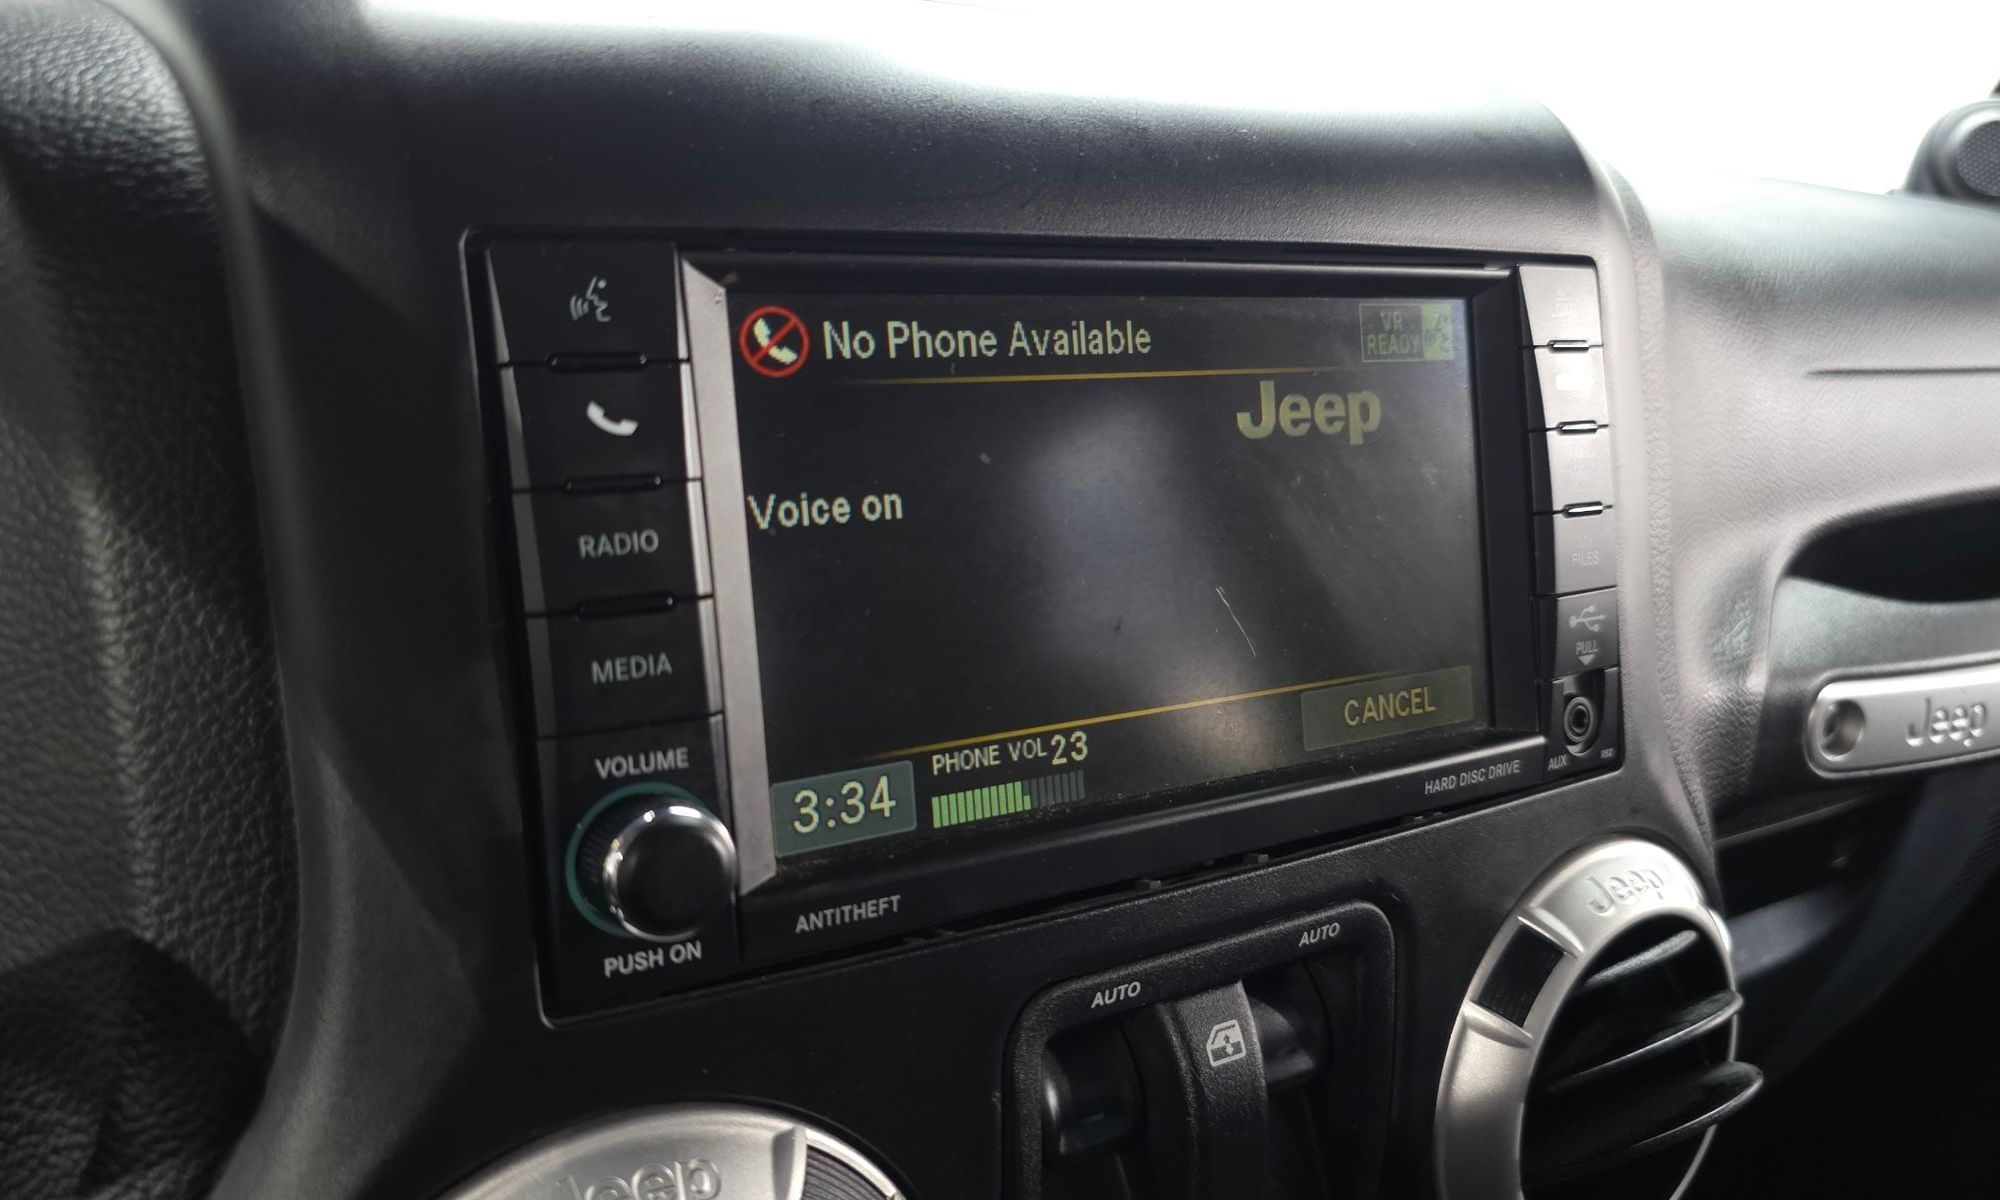 No Phone Available
VR
READY
Jeep
Voice on
RADIO
MEDIA
VOLUME
PUSH ON
3:34
PHONE VOL 23
CANCEL
ANTITHEFT
HARD DISC DRIVE
FILES
PULL
AUX
AUTO
AUTO
Jeep
Jeep
Jeep